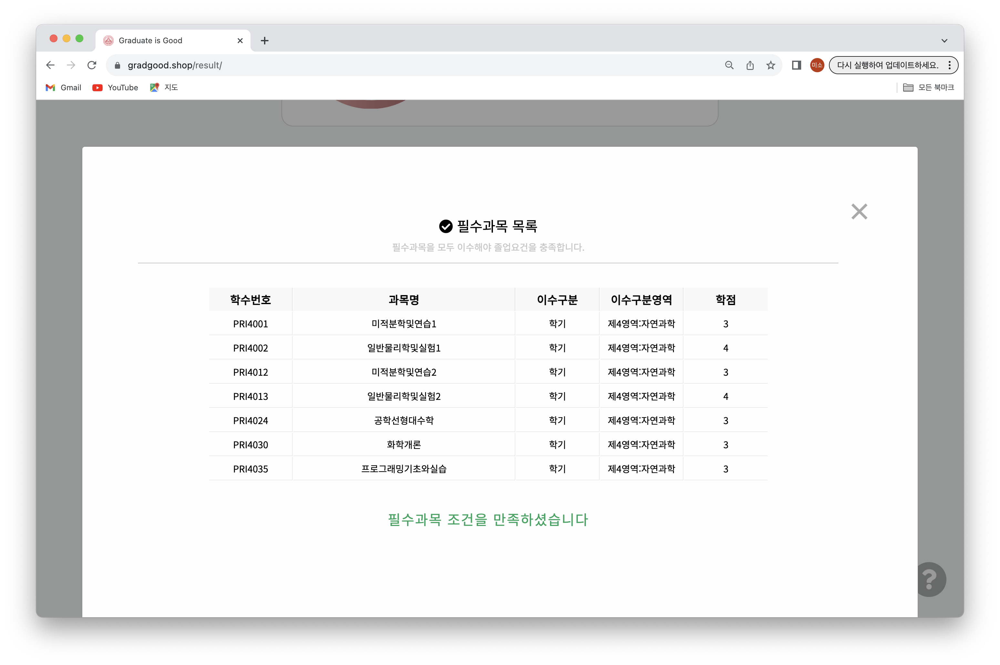 Graduate is Good
gradgood.shop/result/
미소
다시 실행하여 업데이트하세요.
Gmail
YouTube
지도
모든 북마크
필수과목 목록
필수과목을 모두 이수해야 졸업요건을 충족합니다.
학수번호 과목명 이수구분 이수구분영역 학점
PRI4001 미적분학및연습1 학기 제4영역:자연과학 3
PRI4002 일반물리학및실험1 학기 제4영역:자연과학 4
PRI4012 미적분학및연습2 학기 제4영역:자연과학 3
PRI4013 일반물리학및실험2 학기 제4영역:자연과학 4
PRI4024 공학선형대수학 학기 제4영역:자연과학 3
PRI4030 화학개론 학기 제4영역:자연과학 3
PRI4035 프로그래밍기초와실습 학기 제4영역:자연과학 3
필수과목 조건을 만족하셨습니다
?